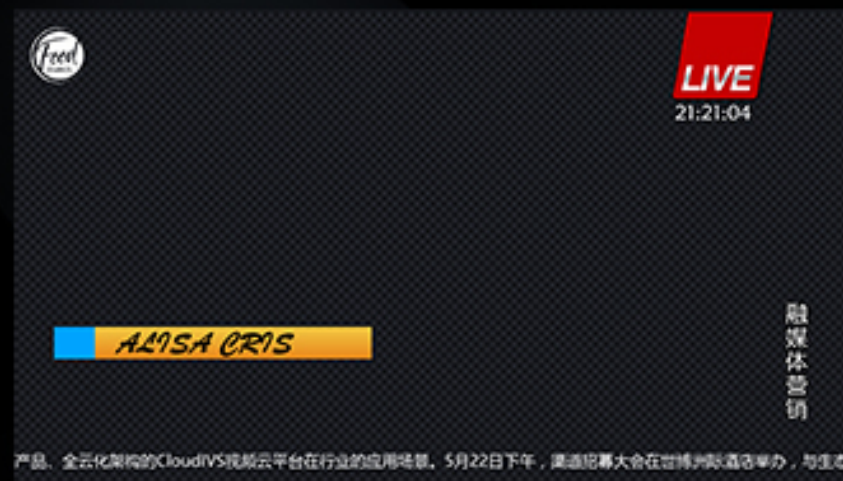 Food
LIVE
21:21:04
ALISA CRIS
融媒体营销
产品、全云化架构的CloudIVS视频云平台在行业的应用场景。5月22日下午，渠道招募大会在世博洲际酒店举办，与生态